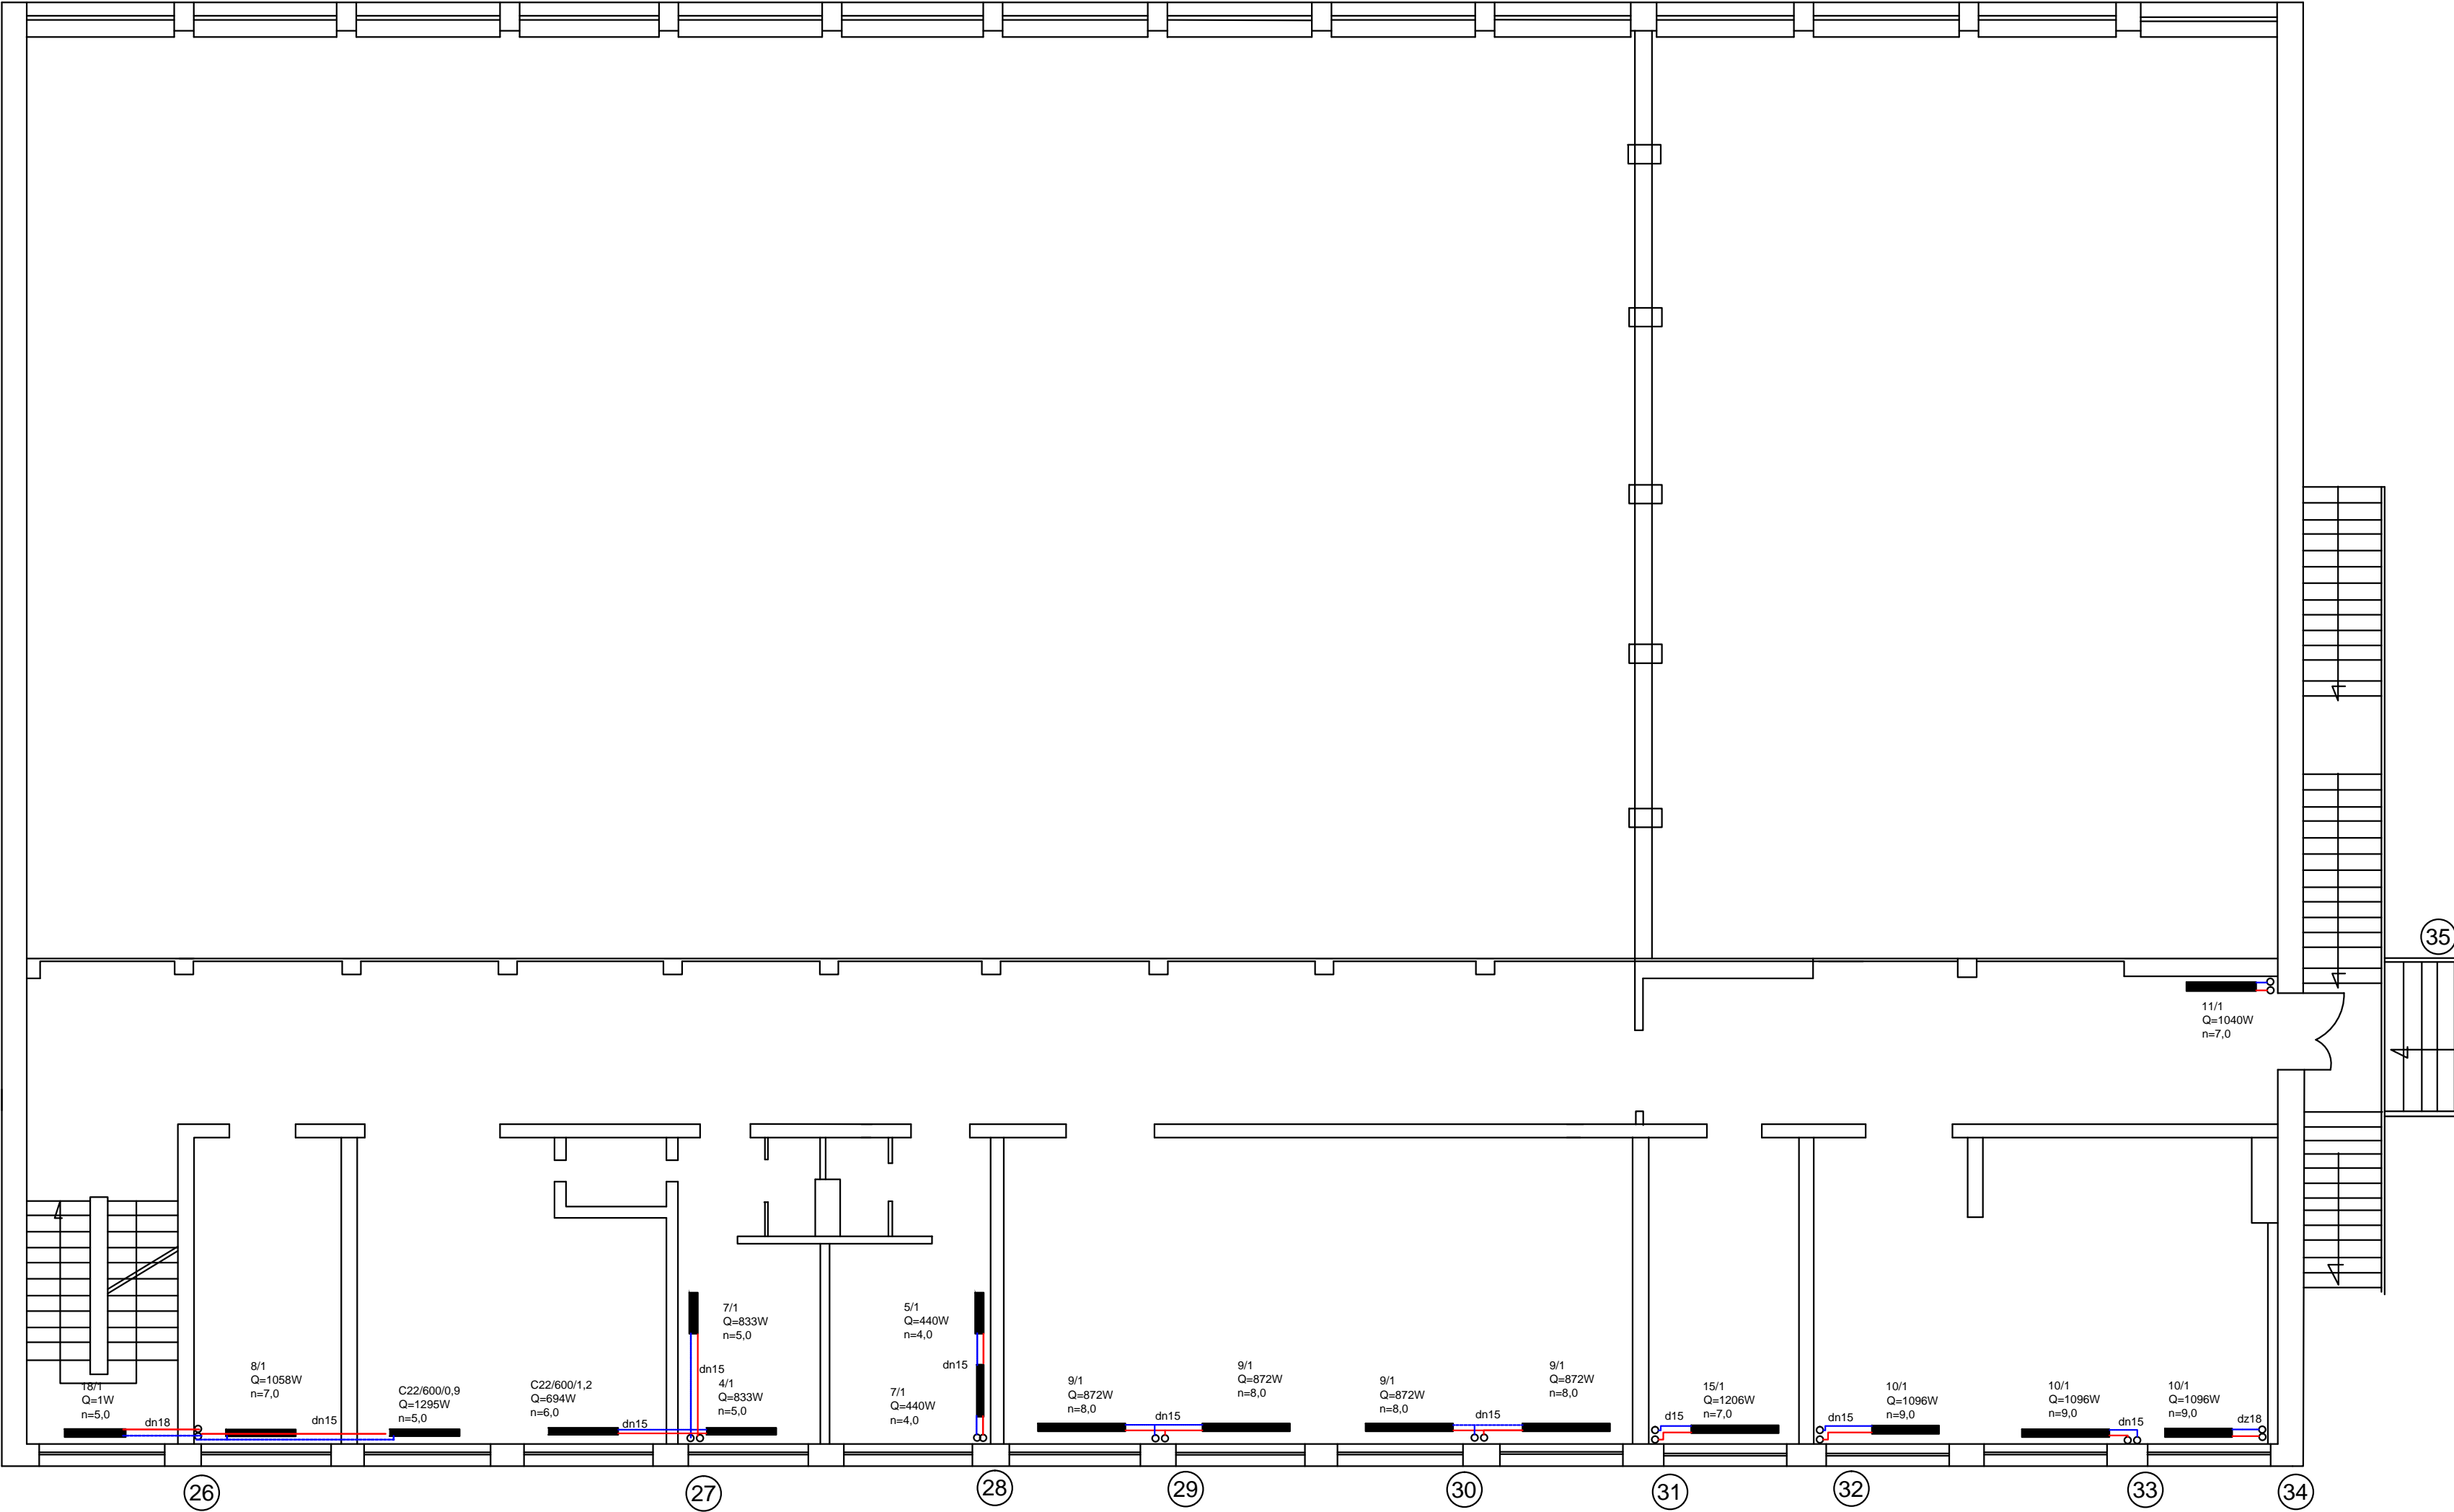 35
11/1
Q=1040W
n=7,0
7/1
Q=833W
n=5,0
5/1
Q=440W
n=4,0
8/1
Q=1058W
n=7,0
18/1
Q=1W
n=5,0
dn18
dn15
C22/600/0,9
Q=1295W
n=5,0
C22/600/1,2
Q=694W
n=6,0
dn15
dn15
4/1
Q=833W
n=5,0
dn15
7/1
Q=440W
n=4,0
9/1
Q=872W
n=8,0
dn15
9/1
Q=872W
n=8,0
9/1
Q=872W
n=8,0
dn15
9/1
Q=872W
n=8,0
d15
15/1
Q=1206W
n=7,0
dn15
10/1
Q=1096W
n=9,0
10/1
Q=1096W
n=9,0
dn15
10/1
Q=1096W
n=9,0
dz18
26
27
28
29
30
31
32
33
34